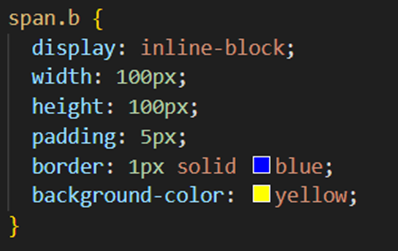 span.b {
display: inline-block;
width: 100px;
height: 100px;
padding: 5px;
border: 1px solid blue;
background-color: yellow;
}